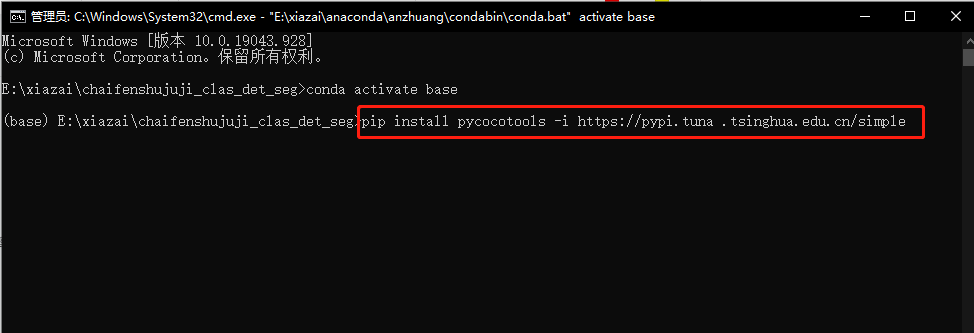 管理员: C:\Windows\System32\cmd.exe - "E:\xiazai\anaconda\anzhuang\condabin\conda.bat" activate base
Microsoft Windows [版本 10.0.19043.928]
(c) Microsoft Corporation。保留所有权利。
E:\xiazai\chaifenshujuji_clas_det_seg>conda activate base
(base) E:\xiazai\chaifenshujuji_clas_det_seg>pip install pycocotools -i https://pypi.tuna .tsinghua.edu.cn/simple